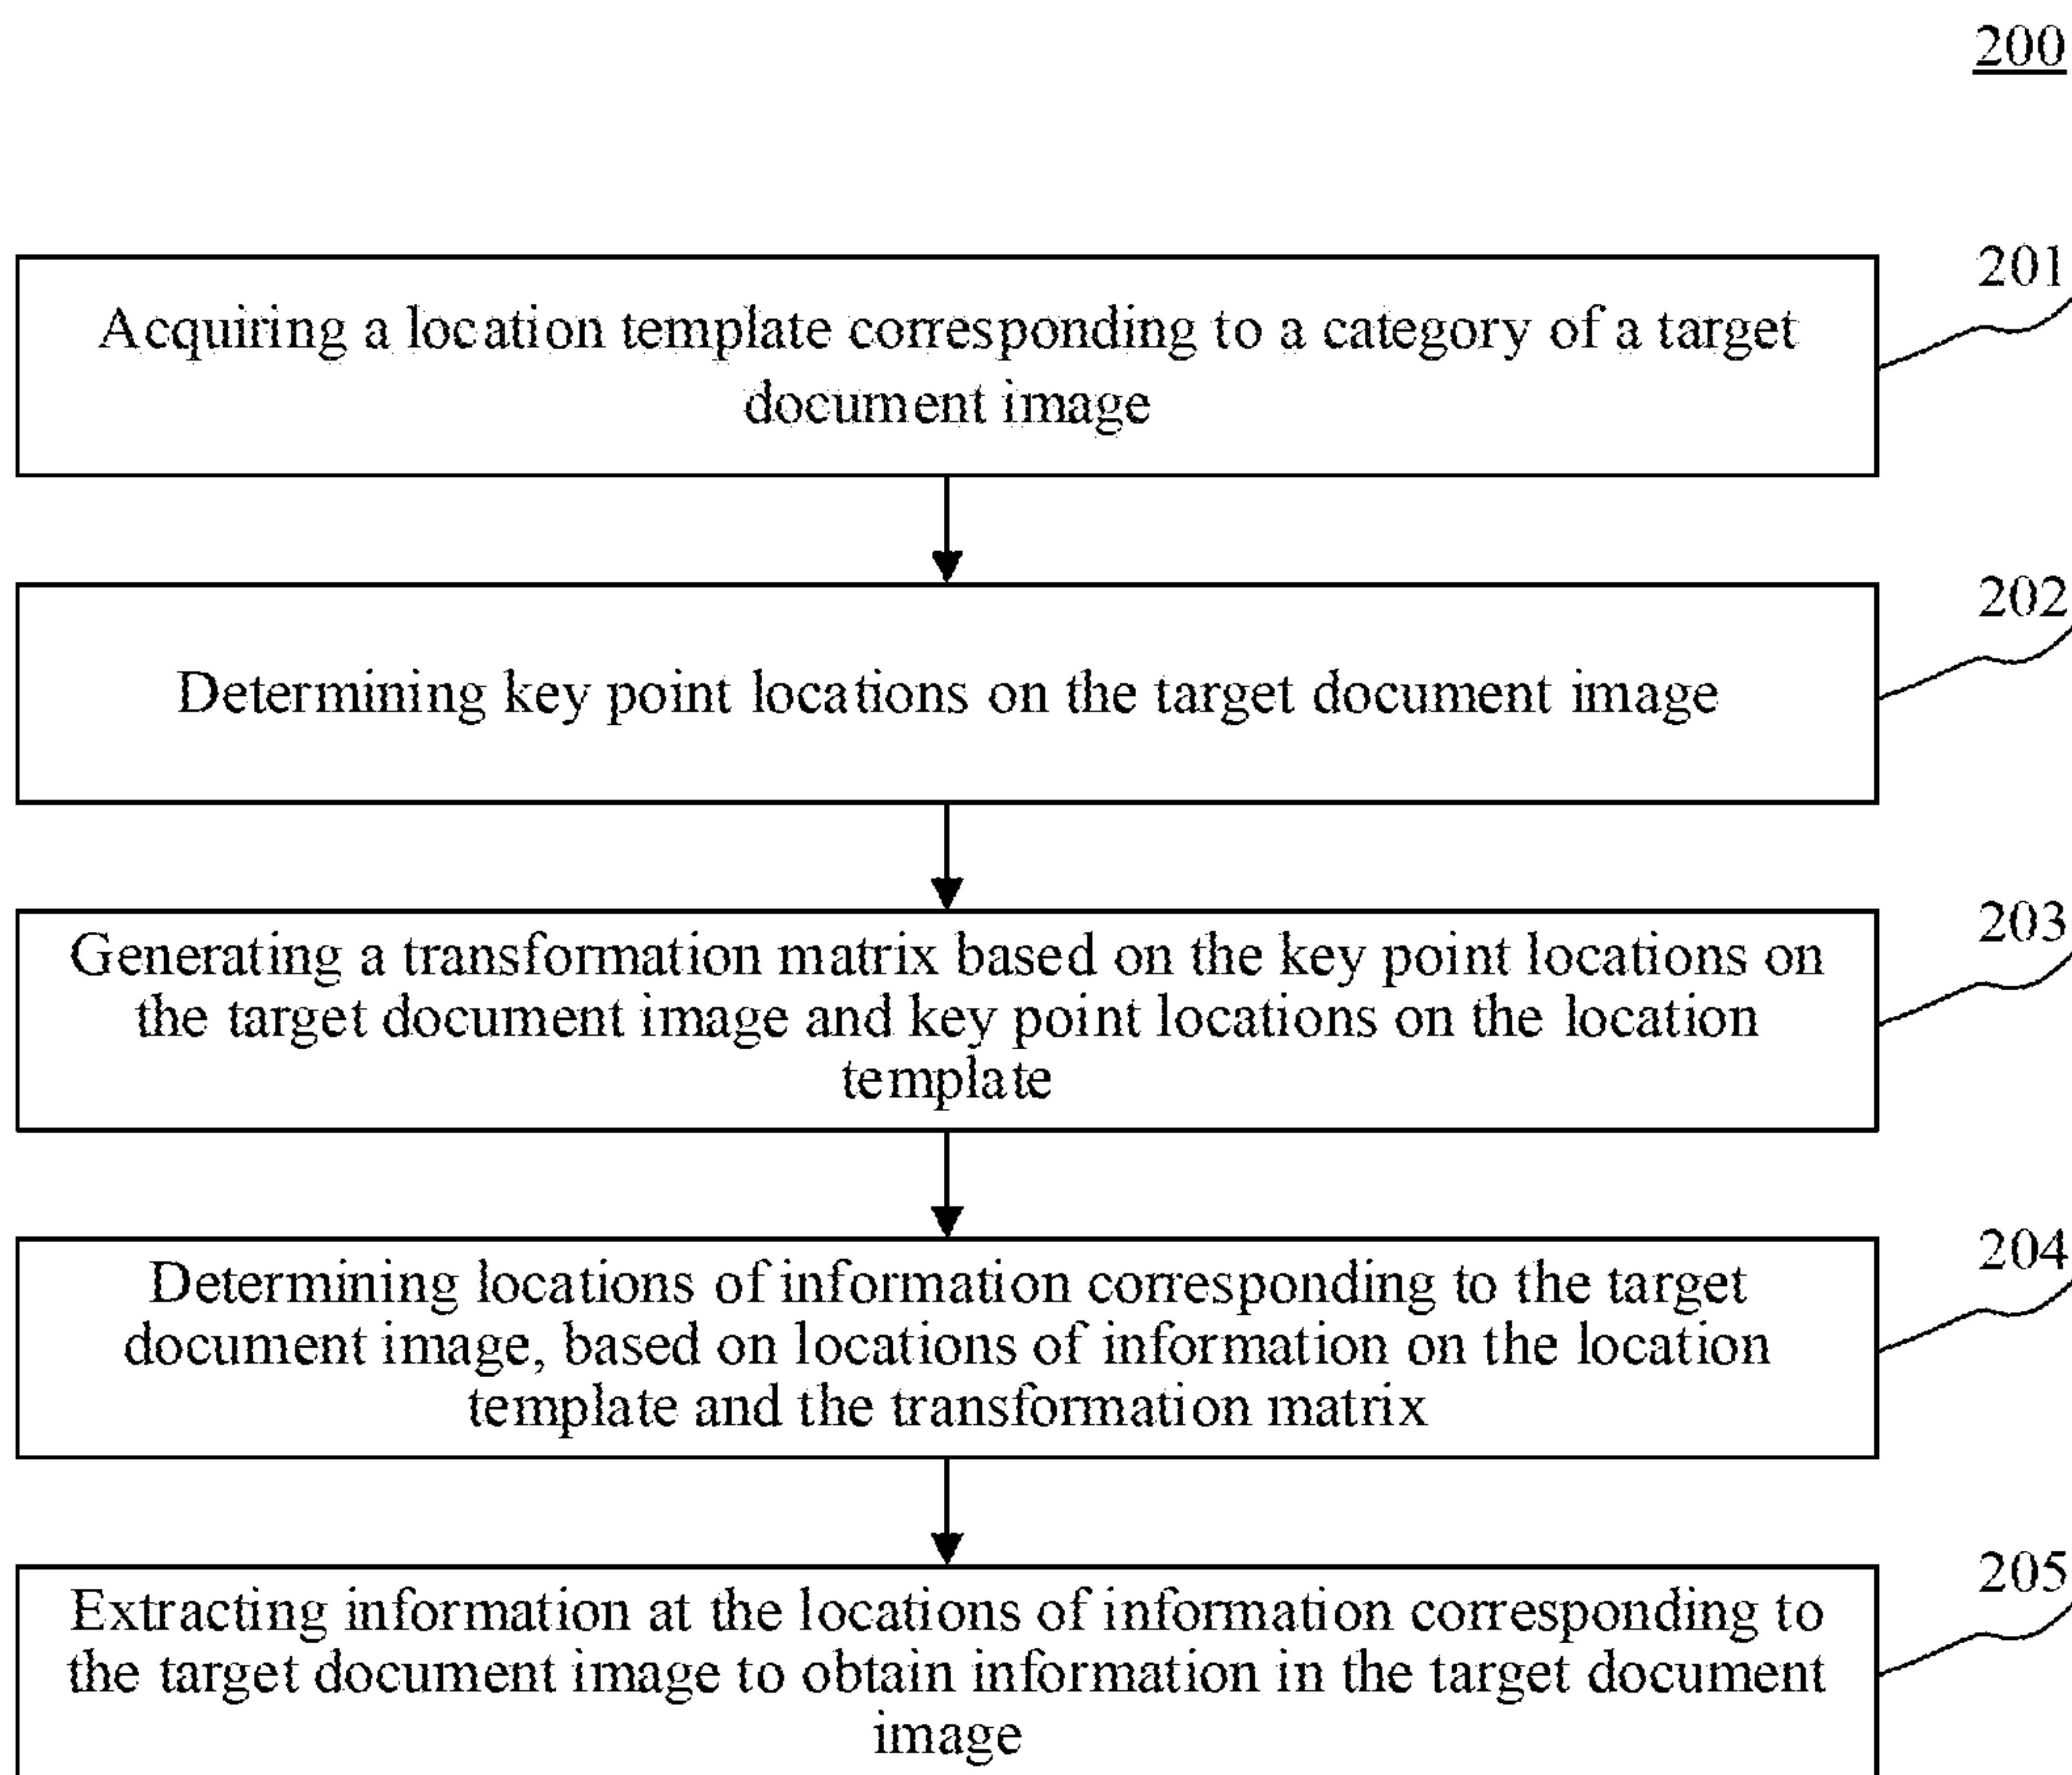 200
201
Acquiring a location template corresponding to a category of a target
document image
202
Determining key point locations on the target document image
203
Generating a transformation matrix based on the key point locations on
the target document image and key point locations on the location
template
204
Determining locations of information corresponding to the target
document image, based on locations of information on the location
template and the transformation matrix
205
Extracting information at the locations of information corresponding to
the target document image to obtain information in the target document
image